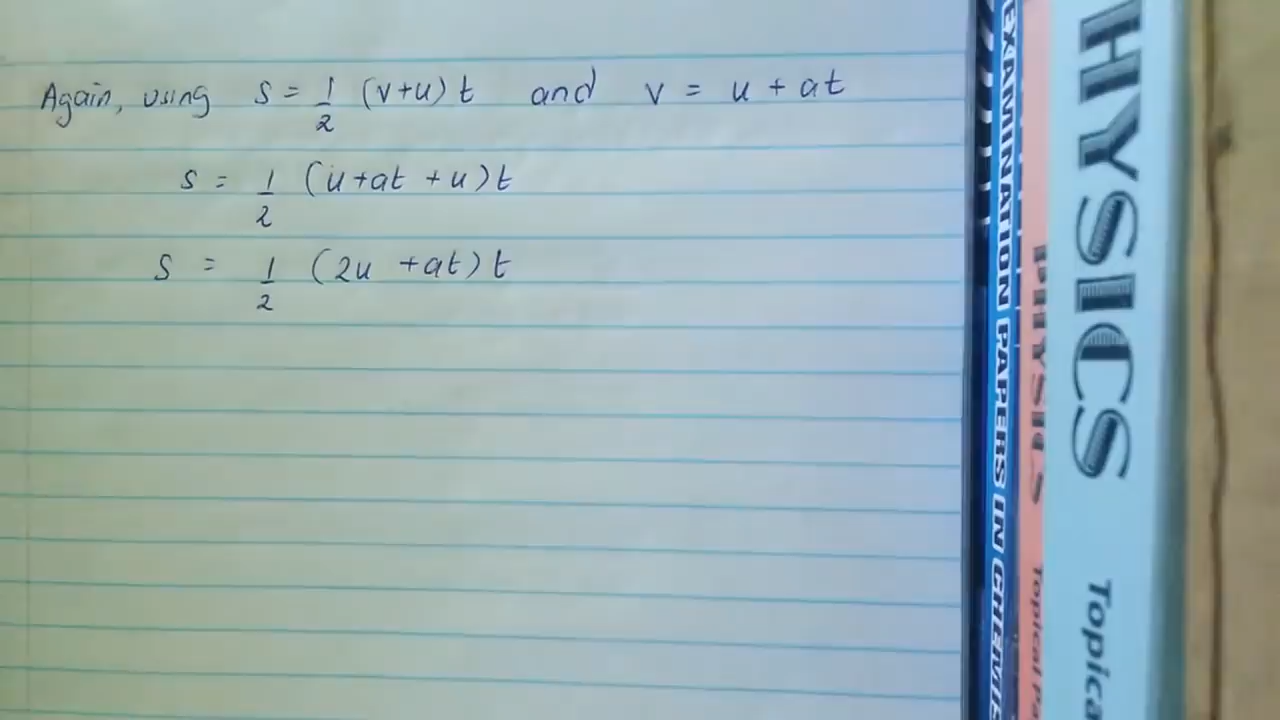 Again, using s = 1/2 (v+u) t and v = u + at
s = 1/2 (u+at +u) t
s = 1/2 (2u +at) t
EXAMINATION PAPERS IN CHEMIS
PHYSICS Topical Pa
HYSICS Topica